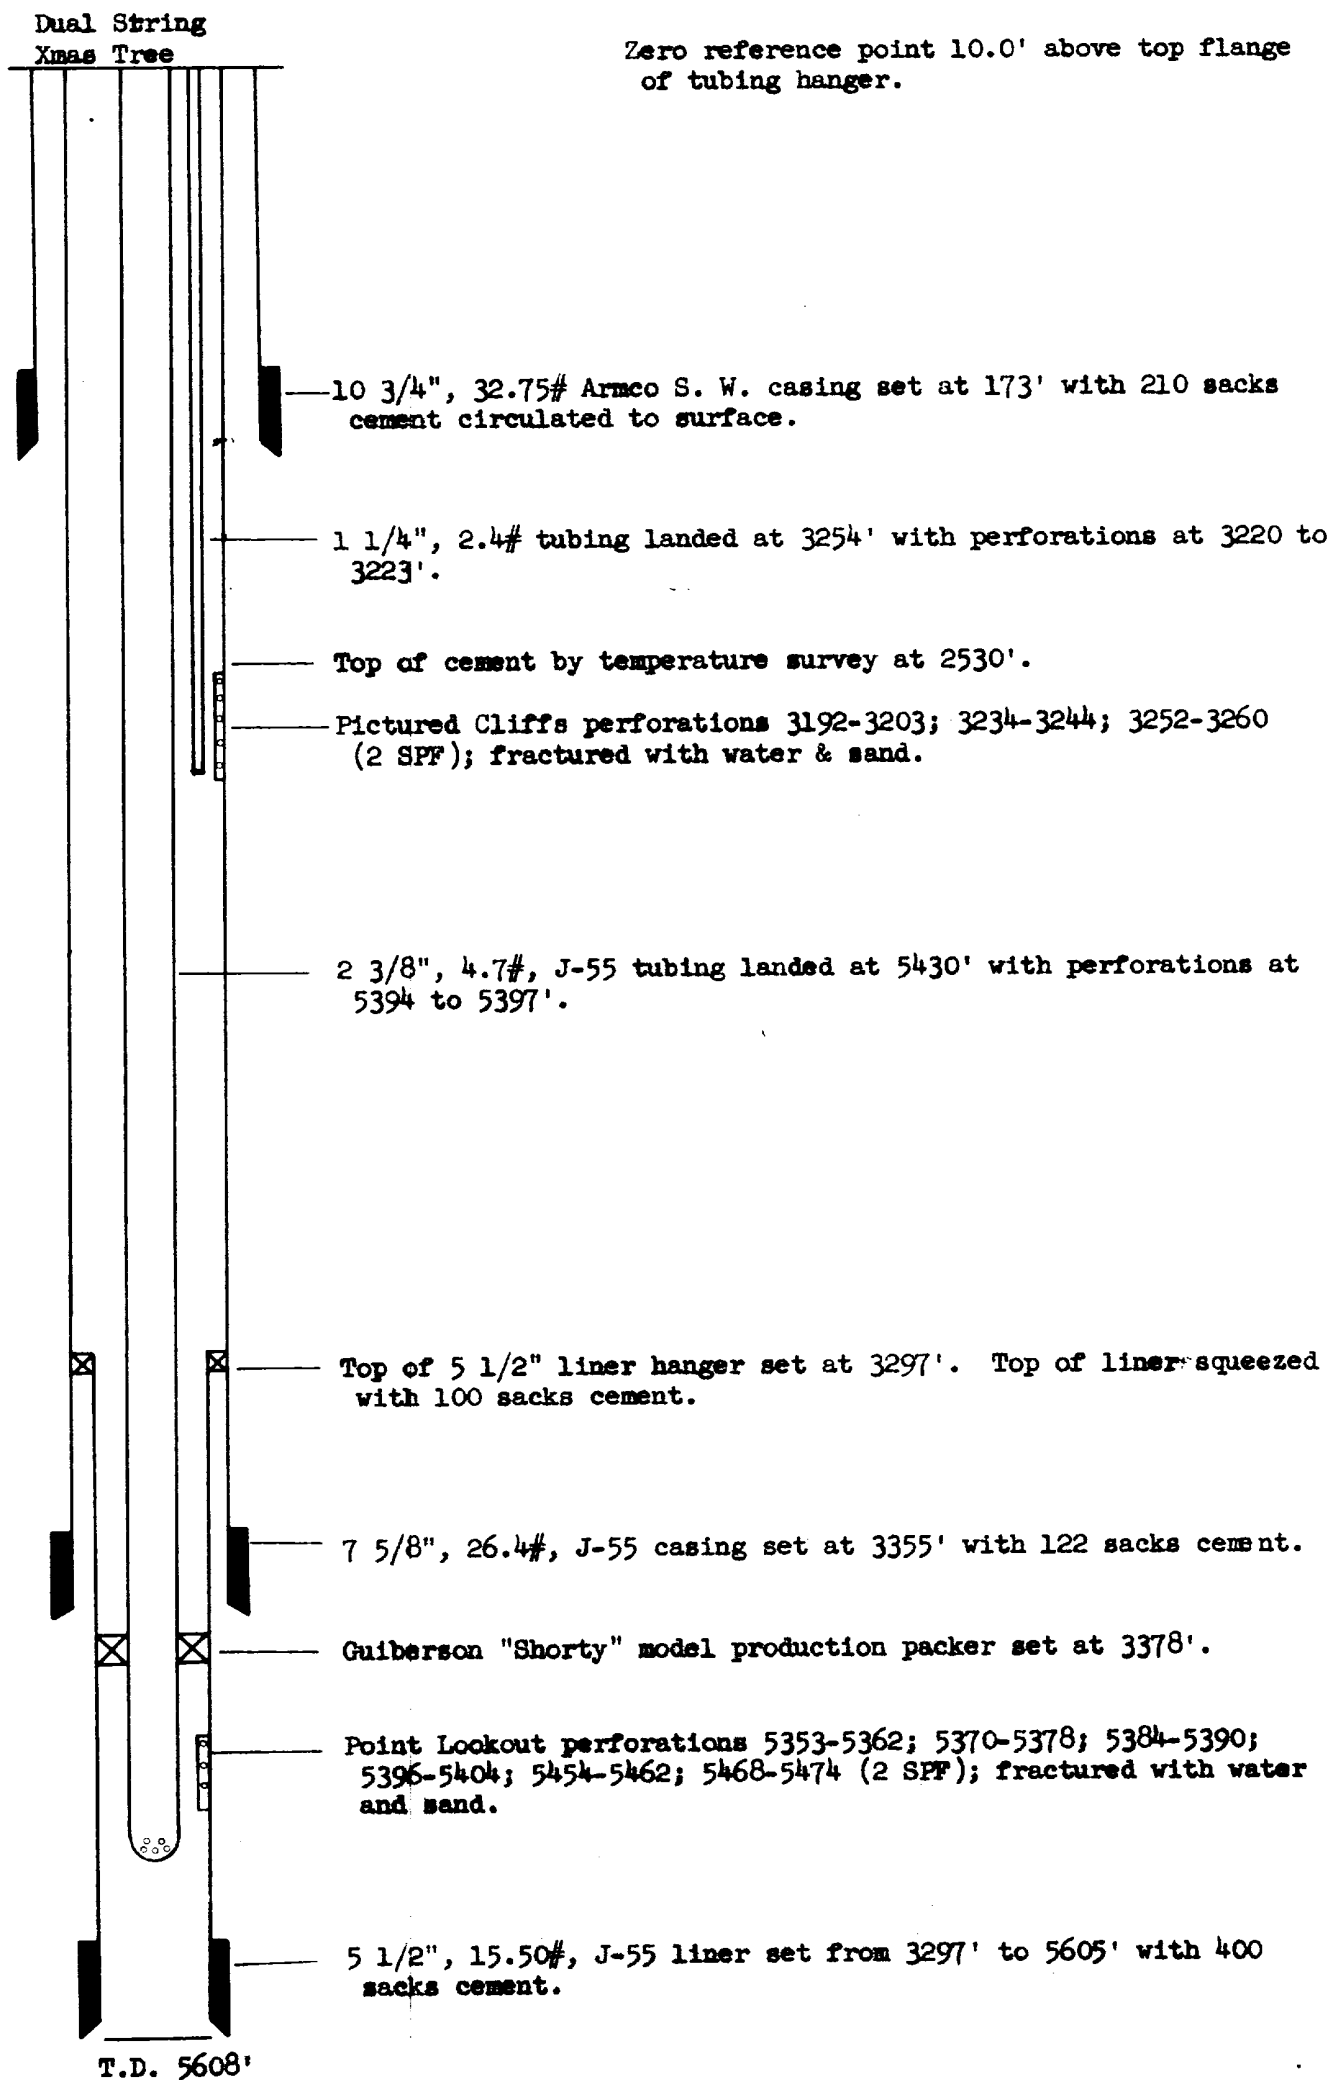 Dual String
Xmas Tree
Zero reference point 10.0' above top flange
of tubing hanger.
10 3/4", 32.75# Armco S. W. casing set at 173' with 210 sacks
cement circulated to surface.
1 1/4", 2.4# tubing landed at 3254' with perforations at 3220 to
3223'.
Top of cement by temperature survey at 2530'.
Pictured Cliffs perforations 3192-3203; 3234-3244; 3252-3260
(2 SPF); fractured with water & sand.
2 3/8", 4.7#, J-55 tubing landed at 5430' with perforations at
5394 to 5397'.
Top of 5 1/2" liner hanger set at 3297'. Top of liner squeezed
with 100 sacks cement.
7 5/8", 26.4#, J-55 casing set at 3355' with 122 sacks cement.
Guiberson "Shorty" model production packer set at 3378'.
Point Lookout perforations 5353-5362; 5370-5378; 5384-5390;
5396-5404; 5454-5462; 5468-5474 (2 SPF); fractured with water
and sand.
5 1/2", 15.50#, J-55 liner set from 3297' to 5605' with 400
sacks cement.
T.D. 5608'